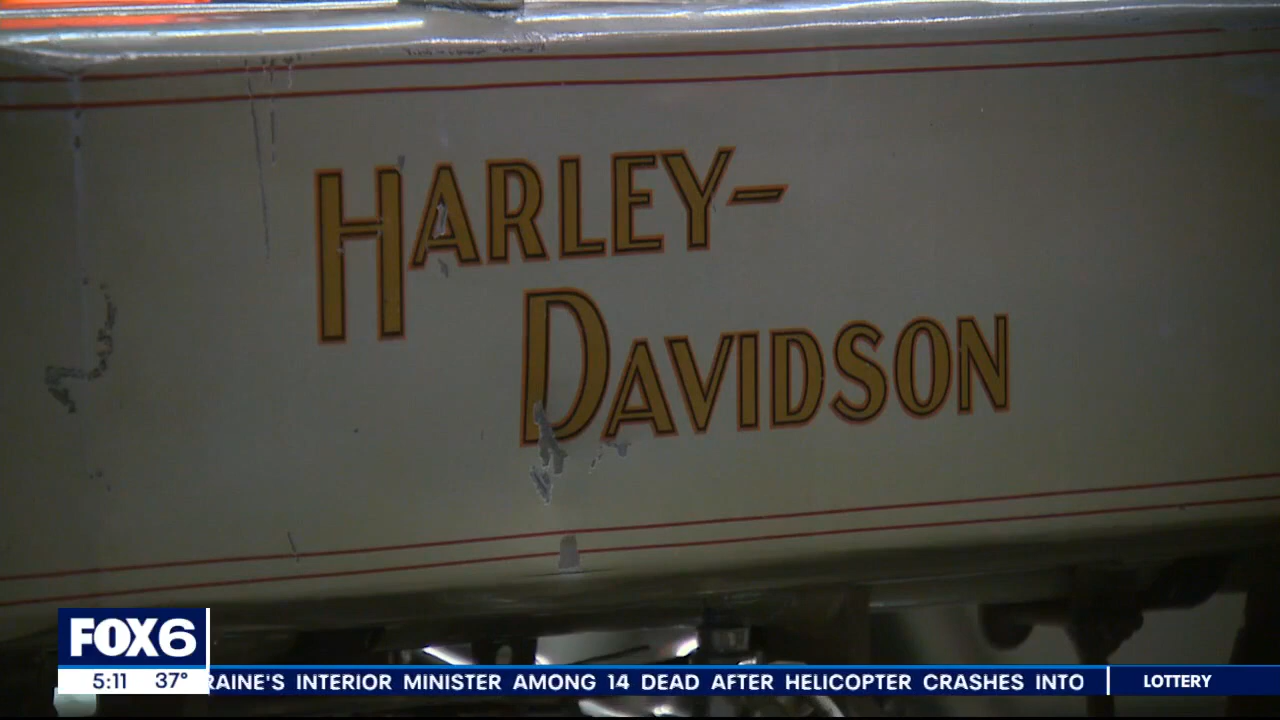 HARLEY-
DAVIDSON
FOX6
5:11 37° RAINE'S INTERIOR MINISTER AMONG 14 DEAD AFTER HELICOPTER CRASHES INTO LOTTERY